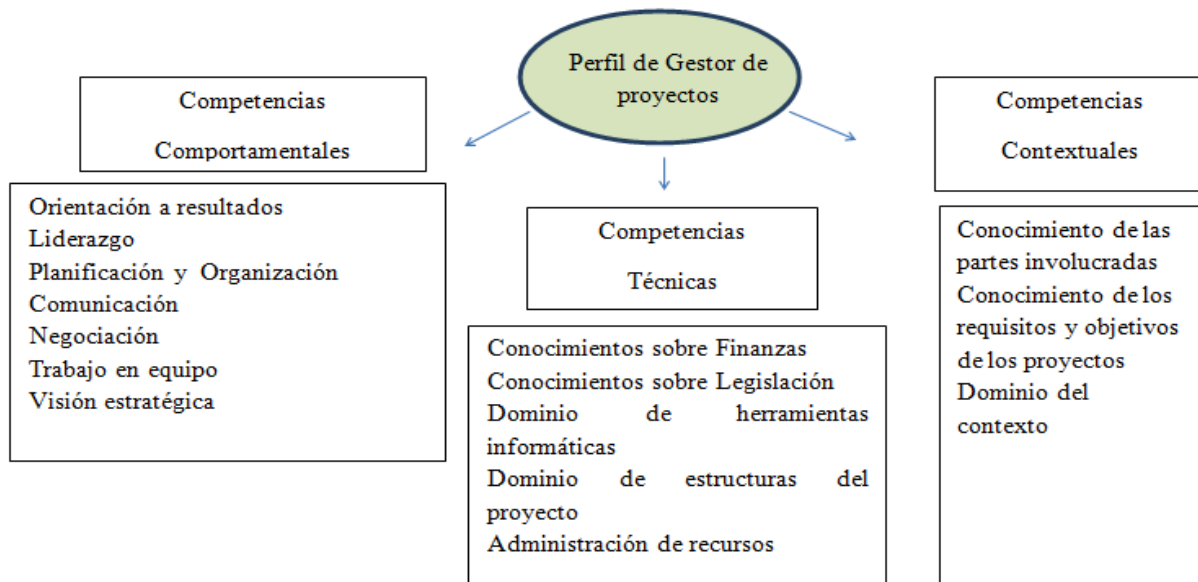 Perfil de Gestor de
proyectos
Competencias
Comportamentales
Orientación a resultados
Liderazgo
Planificación y Organización
Comunicación
Negociación
Trabajo en equipo
Visión estratégica
Competencias
Técnicas
Conocimientos sobre Finanzas
Conocimientos sobre Legislación
Dominio de herramientas
informáticas
Dominio de estructuras del
proyecto
Administración de recursos
Competencias
Contextuales
Conocimiento de las
partes involucradas
Conocimiento de los
requisitos y objetivos
de los proyectos
Dominio del
contexto